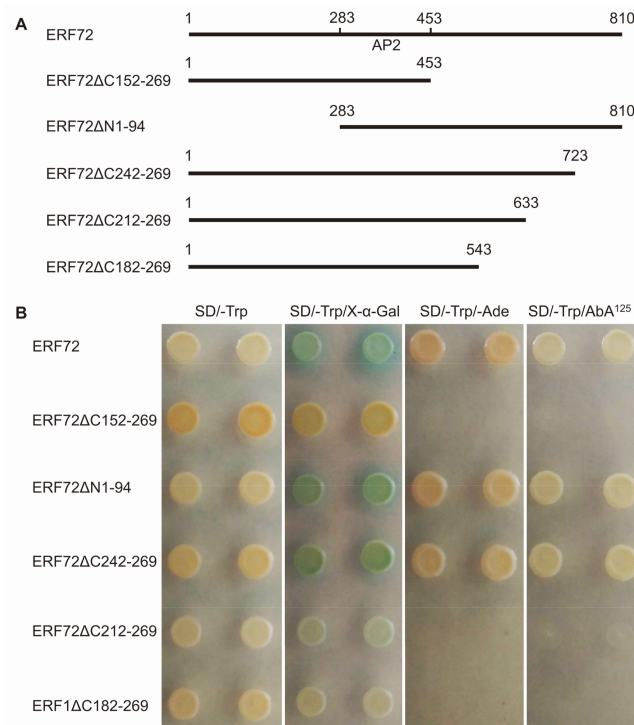 A
1 283 453 810
ERF72
AP2
1 453
ERF72ΔC152-269
283 810
ERF72ΔN1-94
1 723
ERF72ΔC242-269
1 633
ERF72ΔC212-269
1 543
ERF72ΔC182-269
B
SD/-Trp SD/-Trp/X-α-Gal SD/-Trp/-Ade SD/-Trp/AbA¹²⁵
ERF72
ERF72ΔC152-269
ERF72ΔN1-94
ERF72ΔC242-269
ERF72ΔC212-269
ERF1ΔC182-269